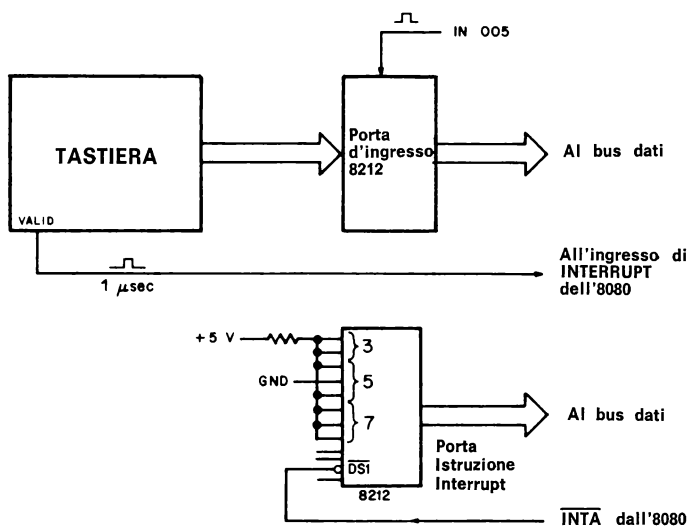 IN 005
TASTIERA
VALID
Porta
d'ingresso
8212
Al bus dati
1 μsec
All'ingresso di
INTERRUPT
dell'8080
+5 V
3
GND
5
7
DS1
8212
Al bus dati
Porta
Istruzione
Interrupt
INTA dall'8080